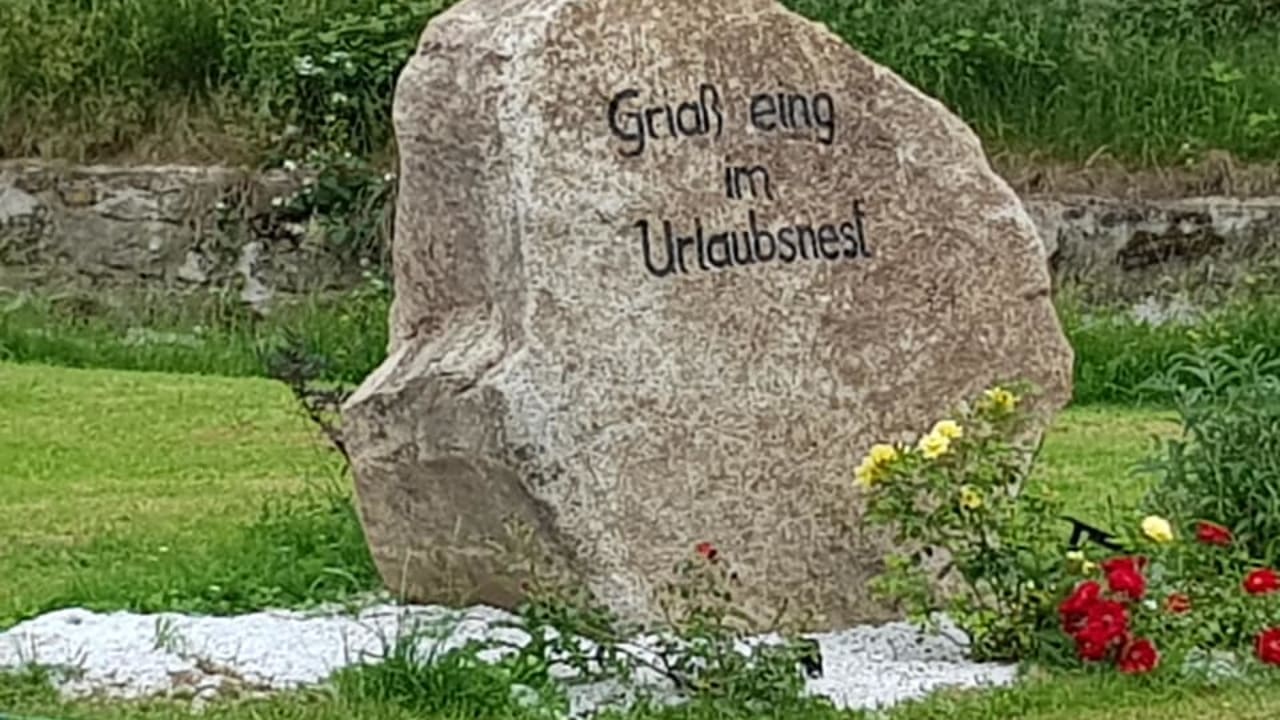 Griaß eing
im
Urlaubsnest